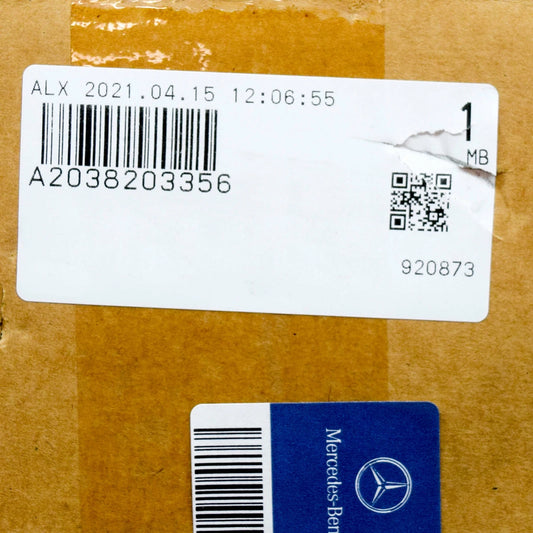 ALX 2021.04.15 12:06:55
1
MB
A2038203356
920873
Mercedes-Ben